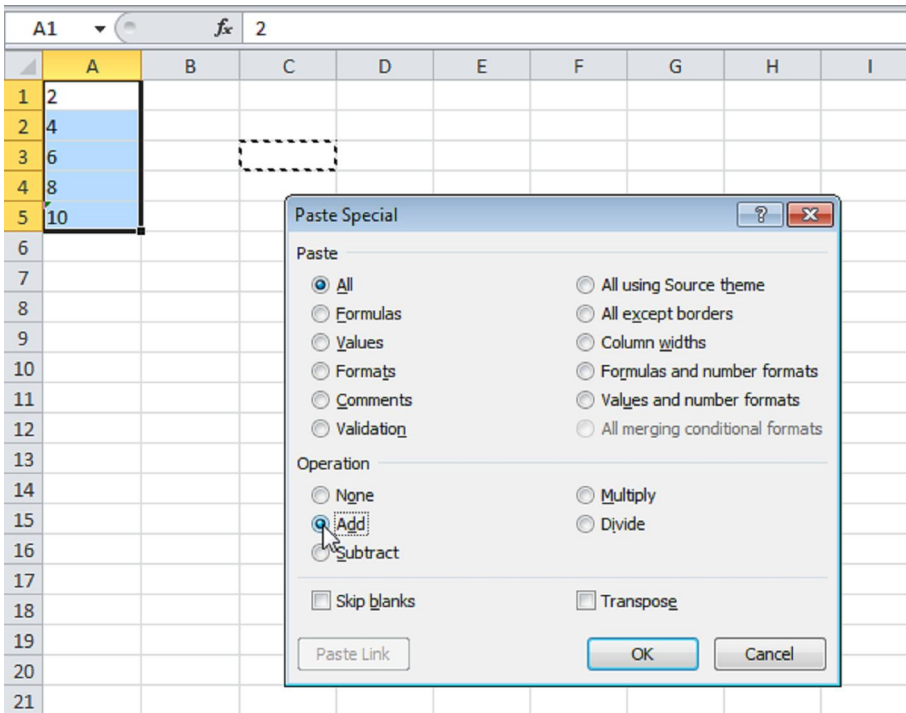 A1 fx 2
A B C D E F G H I
1 2
2 4
3 6
4 8
5 10
6
7
8
9
10
11
12
13
14
15
16
17
18
19
20
21
Paste Special
Paste
All All using Source theme
Formulas All except borders
Values Column widths
Formats Formulas and number formats
Comments Values and number formats
Validation All merging conditional formats
Operation
None Multiply
Add Divide
Subtract
Skip blanks Transpose
Paste Link OK Cancel